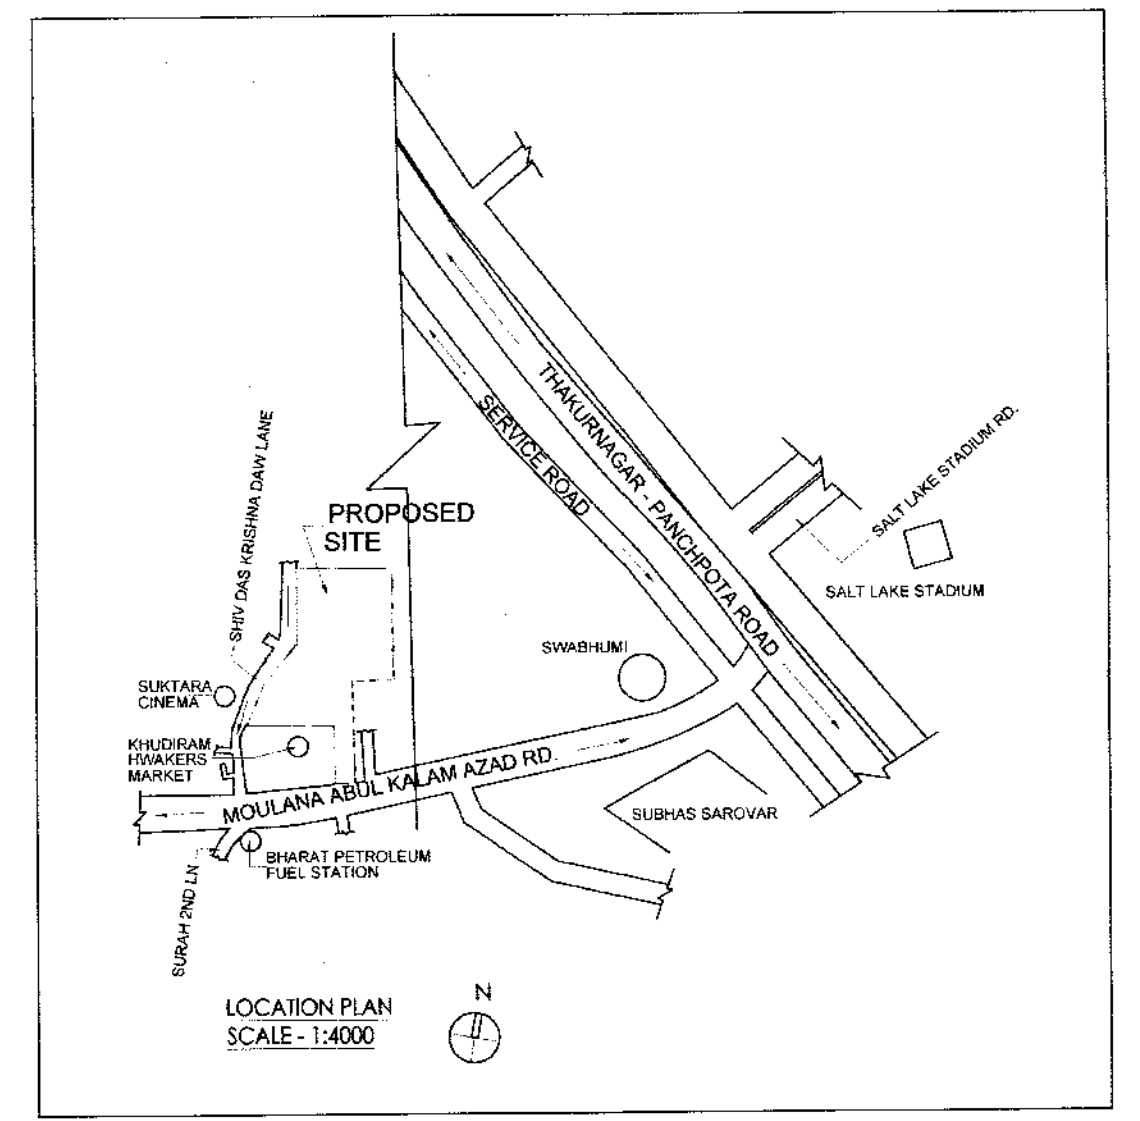 THAKURNAGAR - PANCHPOTA ROAD
SERVICE ROAD
SALT LAKE STADIUM RD.
SALT LAKE STADIUM
SHIV DAS KRISHNA DAW LANE
PROPOSED
SITE
SWABHUMI
SUKTARA
CINEMA
KHUDIRAM
HWAKERS
MARKET
MOULANA ABUL KALAM AZAD RD.
SUBHAS SAROVAR
BHARAT PETROLEUM
FUEL STATION
SURAH 2ND LN
LOCATION PLAN
SCALE - 1:4000
N